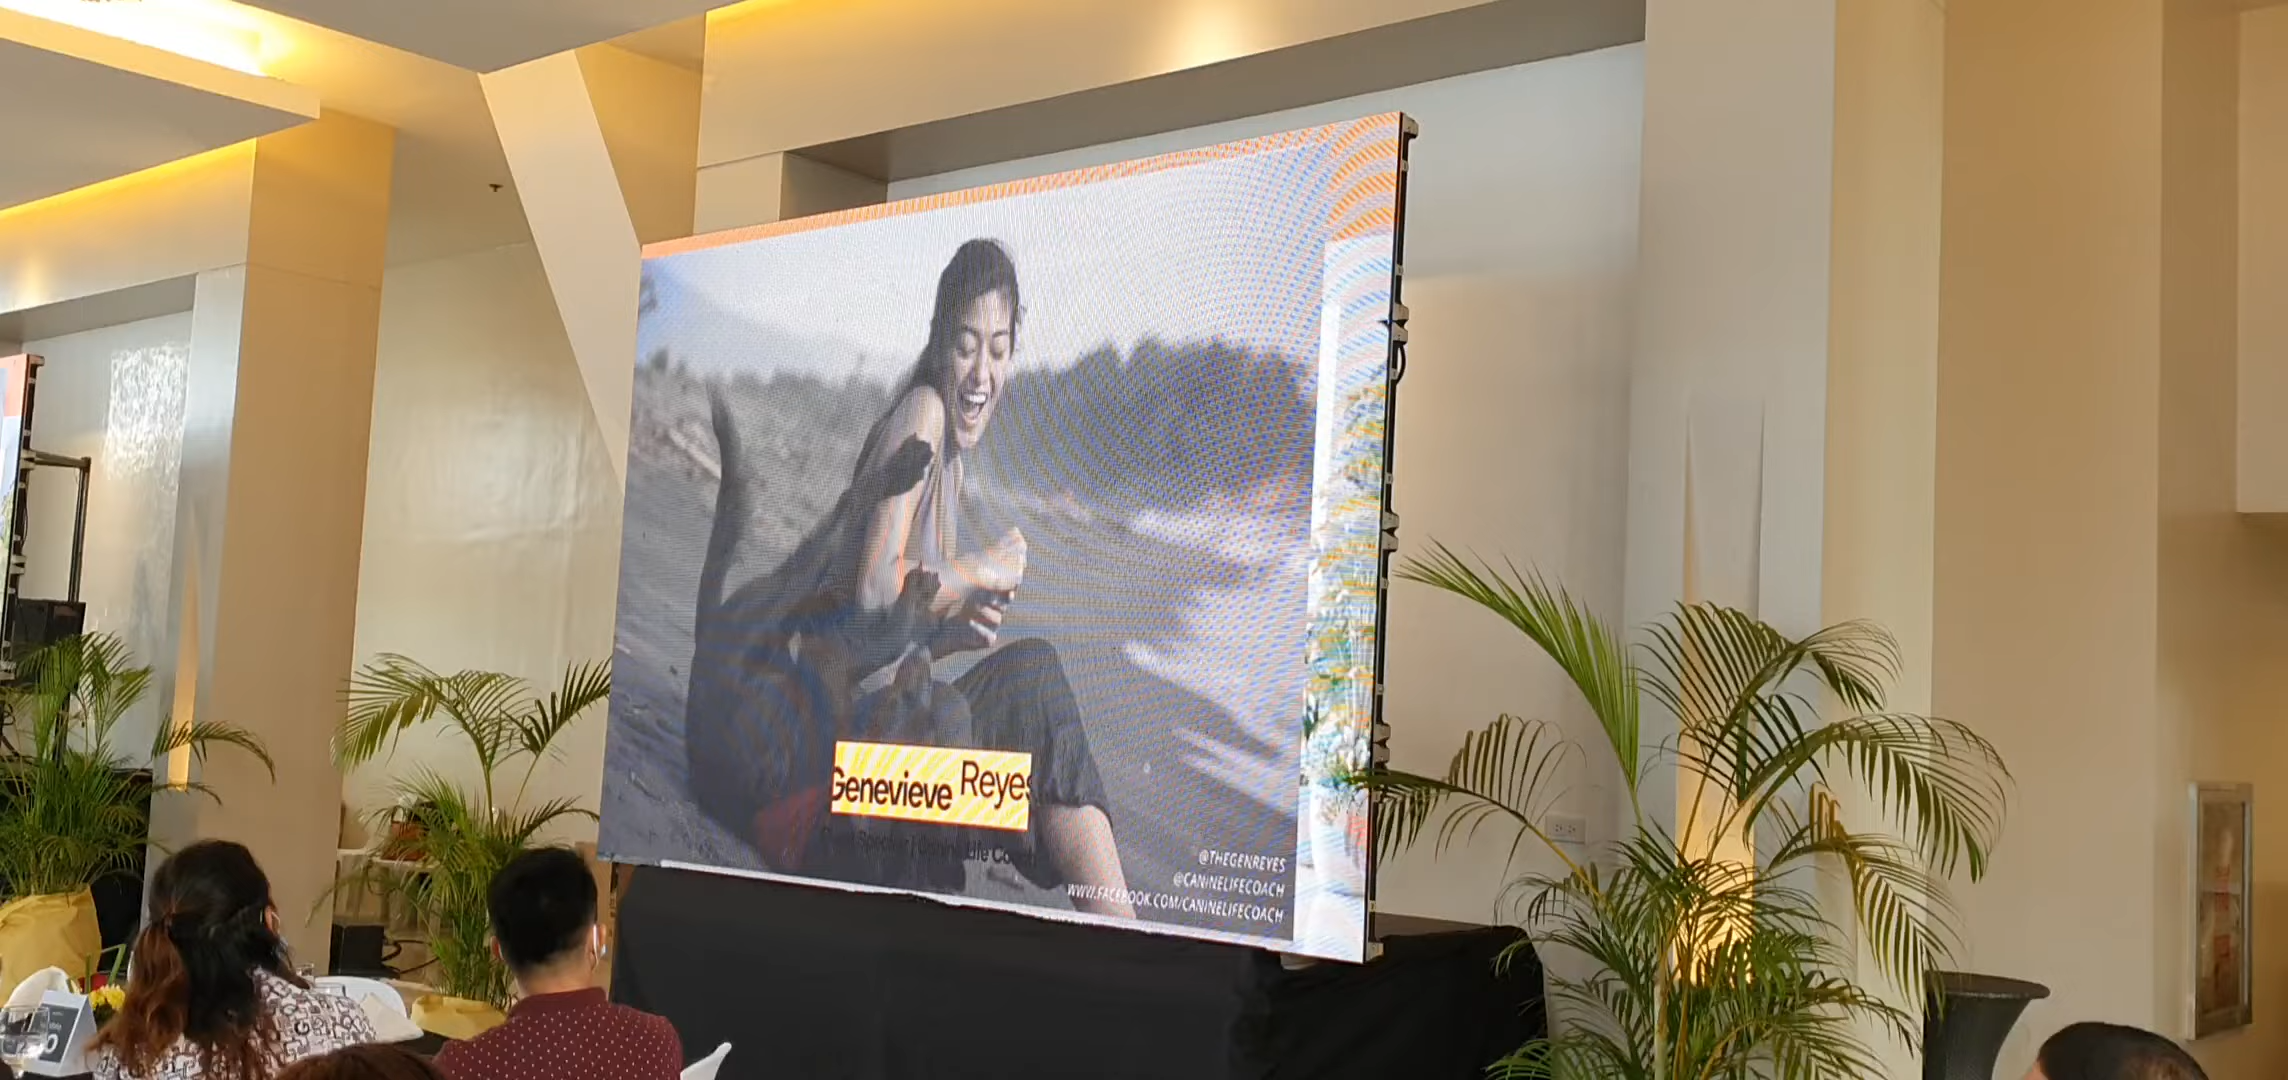 Genevieve Reyes
@THEGENREYES
@CANINELIFECOACH
WWW.FACEBOOK.COM/CANINELIFECOACH